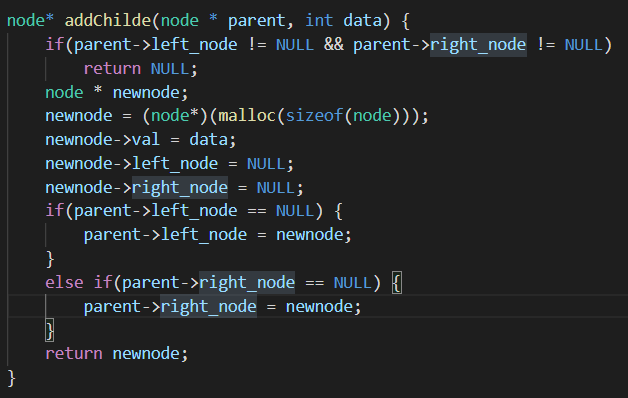 node* addChilde(node * parent, int data) {
    if(parent->left_node != NULL && parent->right_node != NULL)
        return NULL;
    node * newnode;
    newnode = (node*)(malloc(sizeof(node)));
    newnode->val = data;
    newnode->left_node = NULL;
    newnode->right_node = NULL;
    if(parent->left_node == NULL) {
        parent->left_node = newnode;
    }
    else if(parent->right_node == NULL) {
        parent->right_node = newnode;
    }
    return newnode;
}